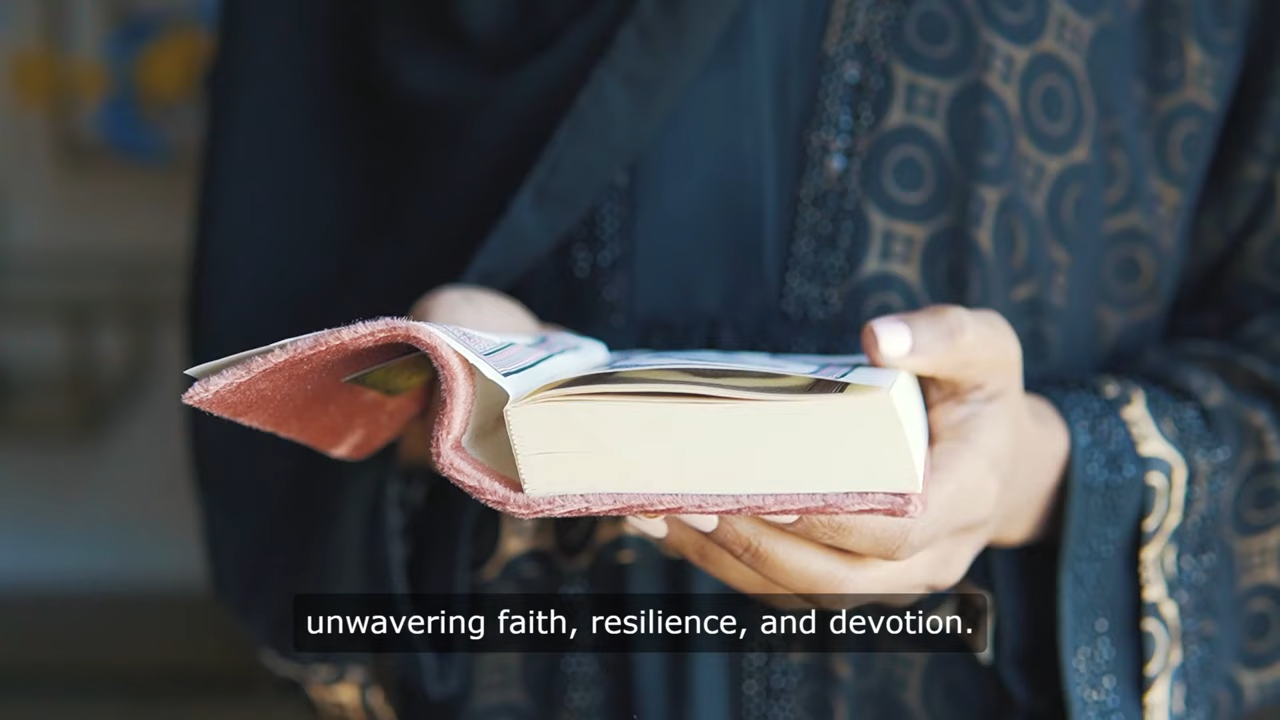 unwavering faith, resilience, and devotion.